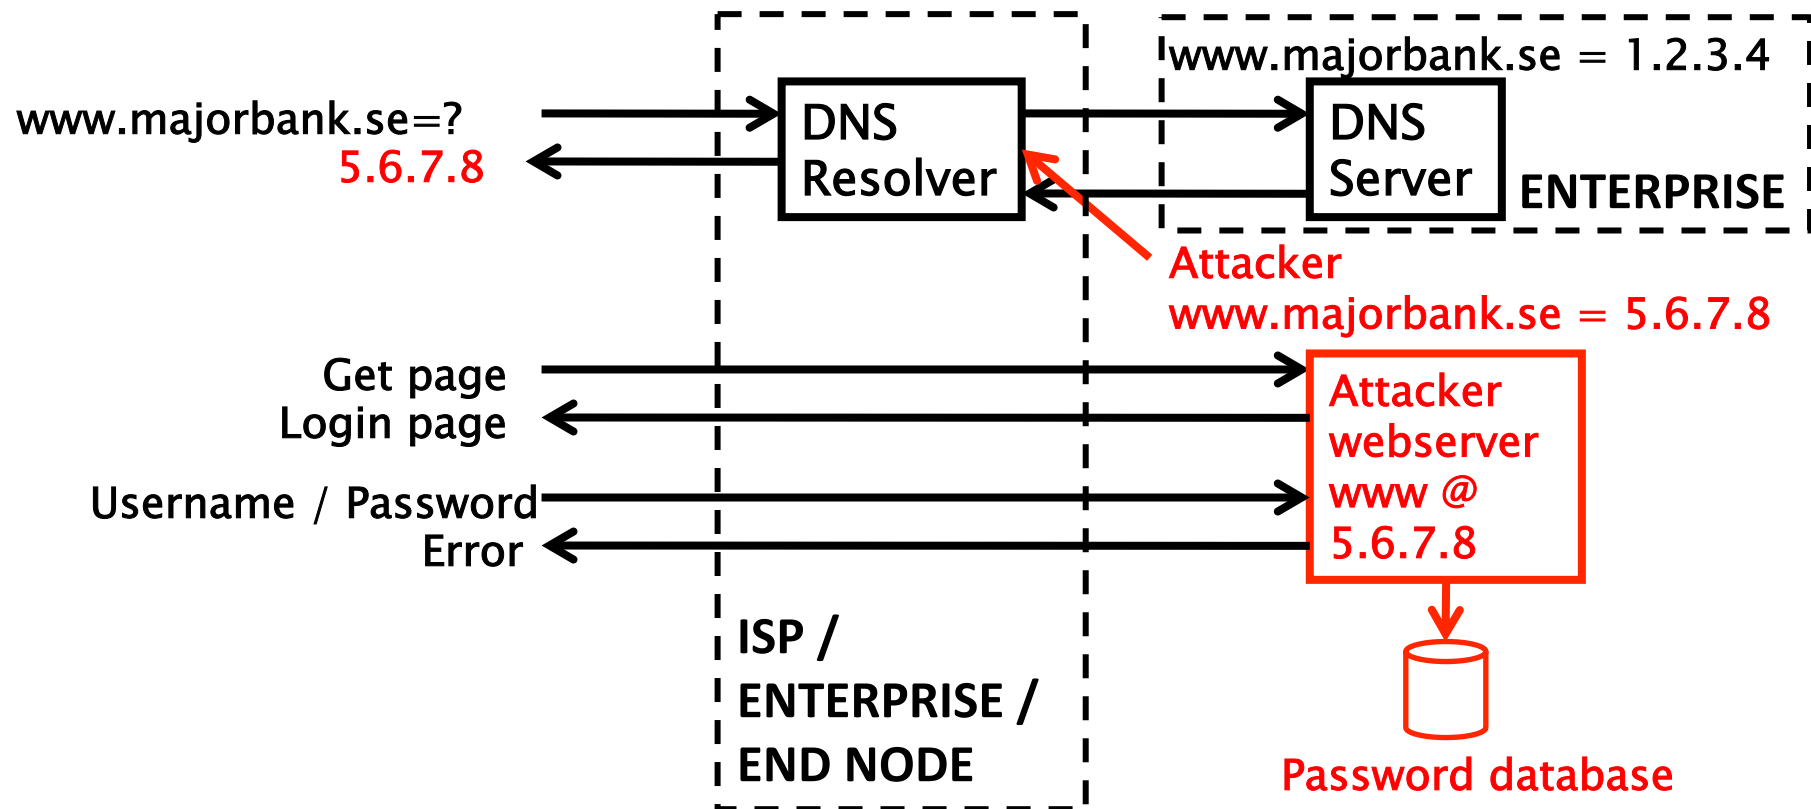 www.majorbank.se = 1.2.3.4
www.majorbank.se=?
5.6.7.8
DNS
Resolver
DNS
Server
ENTERPRISE
Attacker
www.majorbank.se = 5.6.7.8
Get page
Login page
Username / Password
Error
Attacker
webserver
www @
5.6.7.8
ISP /
ENTERPRISE /
END NODE
Password database